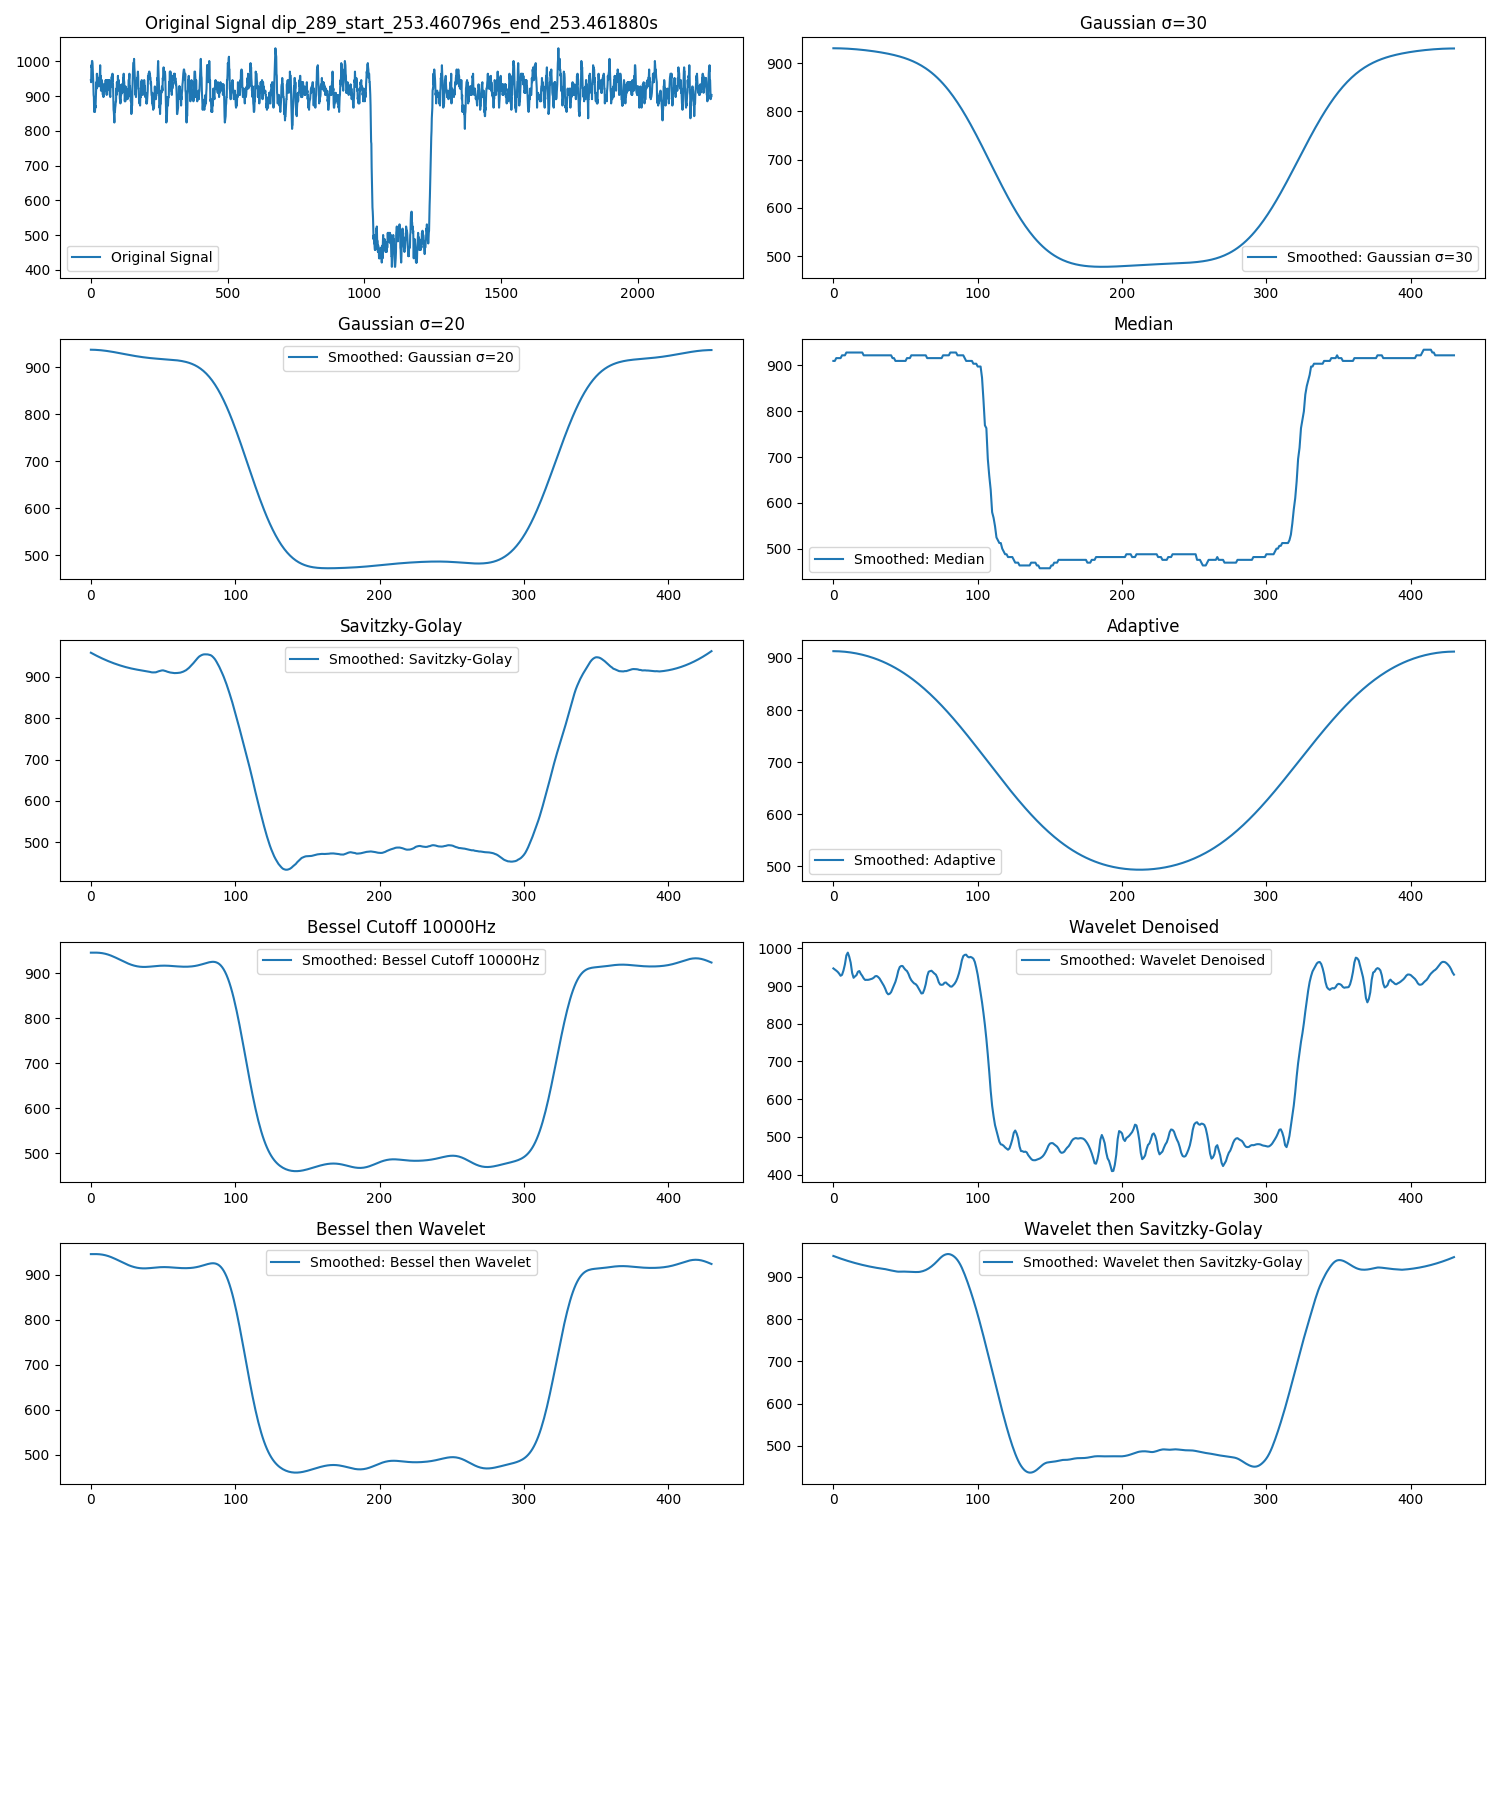 Original Signal dip_289_start_253.460796s_end_253.461880s
1000
900
800
700
600
500
400
Original Signal
0 500 1000 1500 2000
Gaussian σ=30
900
800
700
600
500
Smoothed: Gaussian σ=30
0 100 200 300 400
Gaussian σ=20
900
800
700
600
500
Smoothed: Gaussian σ=20
0 100 200 300 400
Median
900
800
700
600
500
Smoothed: Median
0 100 200 300 400
Savitzky-Golay
900
800
700
600
500
Smoothed: Savitzky-Golay
0 100 200 300 400
Adaptive
900
800
700
600
500
Smoothed: Adaptive
0 100 200 300 400
Bessel Cutoff 10000Hz
900
800
700
600
500
Smoothed: Bessel Cutoff 10000Hz
0 100 200 300 400
Wavelet Denoised
1000
900
800
700
600
500
400
Smoothed: Wavelet Denoised
0 100 200 300 400
Bessel then Wavelet
900
800
700
600
500
Smoothed: Bessel then Wavelet
0 100 200 300 400
Wavelet then Savitzky-Golay
900
800
700
600
500
Smoothed: Wavelet then Savitzky-Golay
0 100 200 300 400